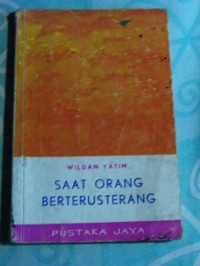 WILDAN YATIM
SAAT ORANG
BERTERUSTERANG
PUSTAKA JAYA